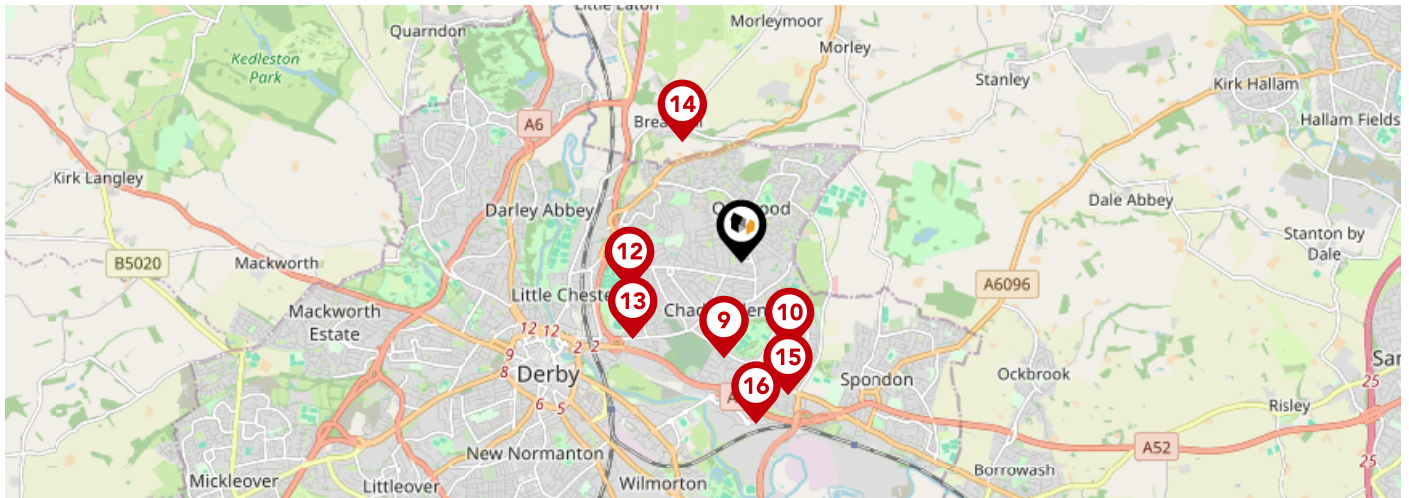 Little Eaton
Quarndon
Morleymoor
Morley
Kedleston
Park
Stanley
Kirk Hallam
14
A6
Hallam Fields
Kirk Langley
Darley Abbey
Dale Abbey
Stanton by
Dale
12
B5020
Mackworth
A6096
Little
13
10
Mackworth
Estate
9
12
12
2
2
9
15
Derby
8
16
Spondon
Ockbrook
25
6
5
Risley
New Normanton
A52
25
Borrowash
Mickleover
Littleover
Wilmorton